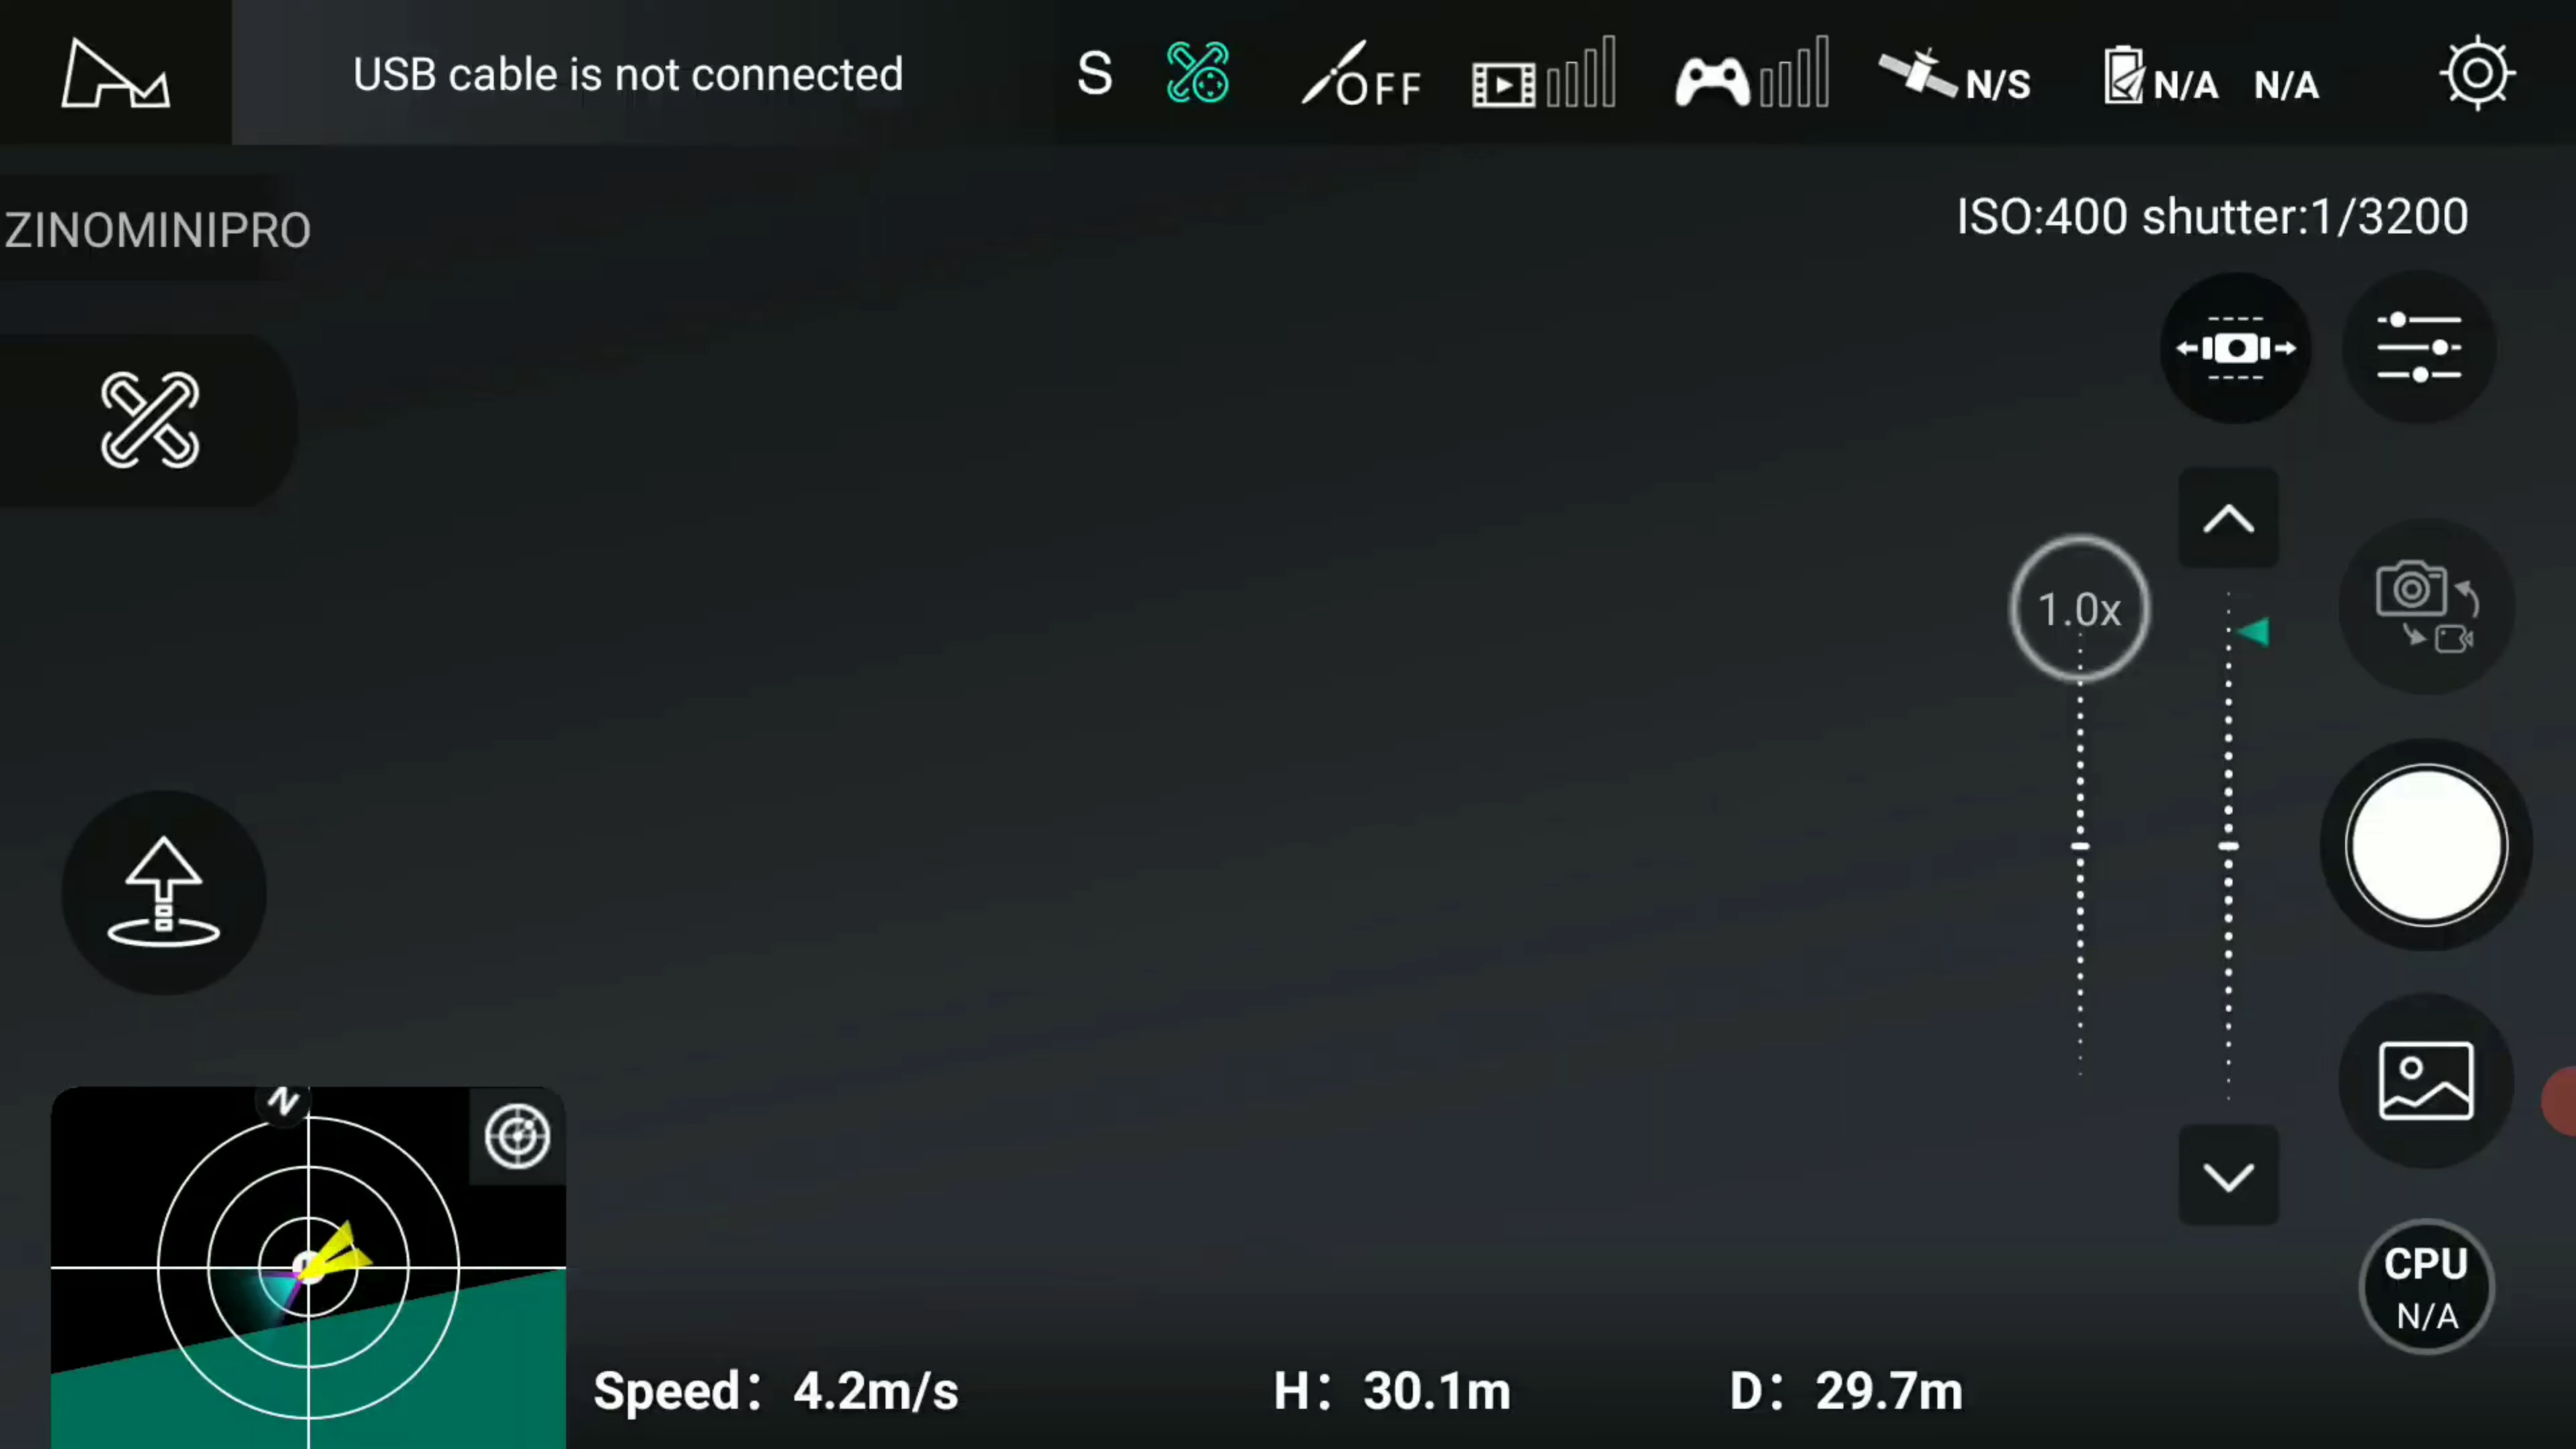 USB cable is not connected
S
OFF
N/S
N/A
N/A
ZINOMINIPRO
ISO:400 shutter:1/3200
1.0x
N
CPU
N/A
Speed: 4.2m/s
H: 30.1m
D: 29.7m